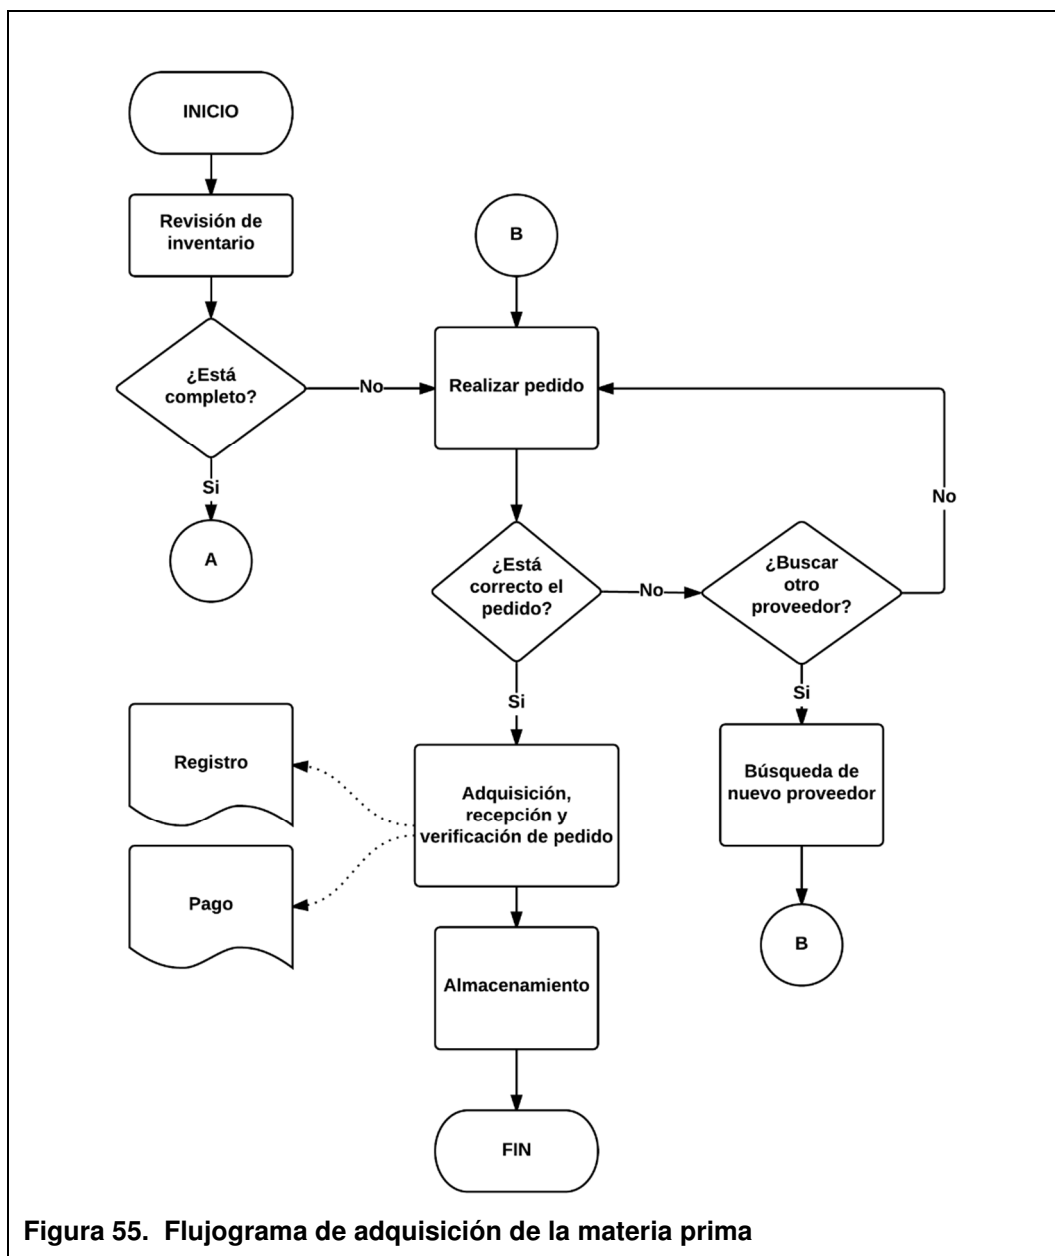 INICIO
Revisión de
inventario
B
¿Está
completo?
No
Realizar pedido
Si
A
No
¿Está
correcto el
pedido?
No
¿Buscar
otro
proveedor?
Si
Si
Registro
Adquisición,
recepción y
verificación de pedido
Búsqueda de
nuevo proveedor
Pago
B
Almacenamiento
FIN
Figura 55. Flujograma de adquisición de la materia prima